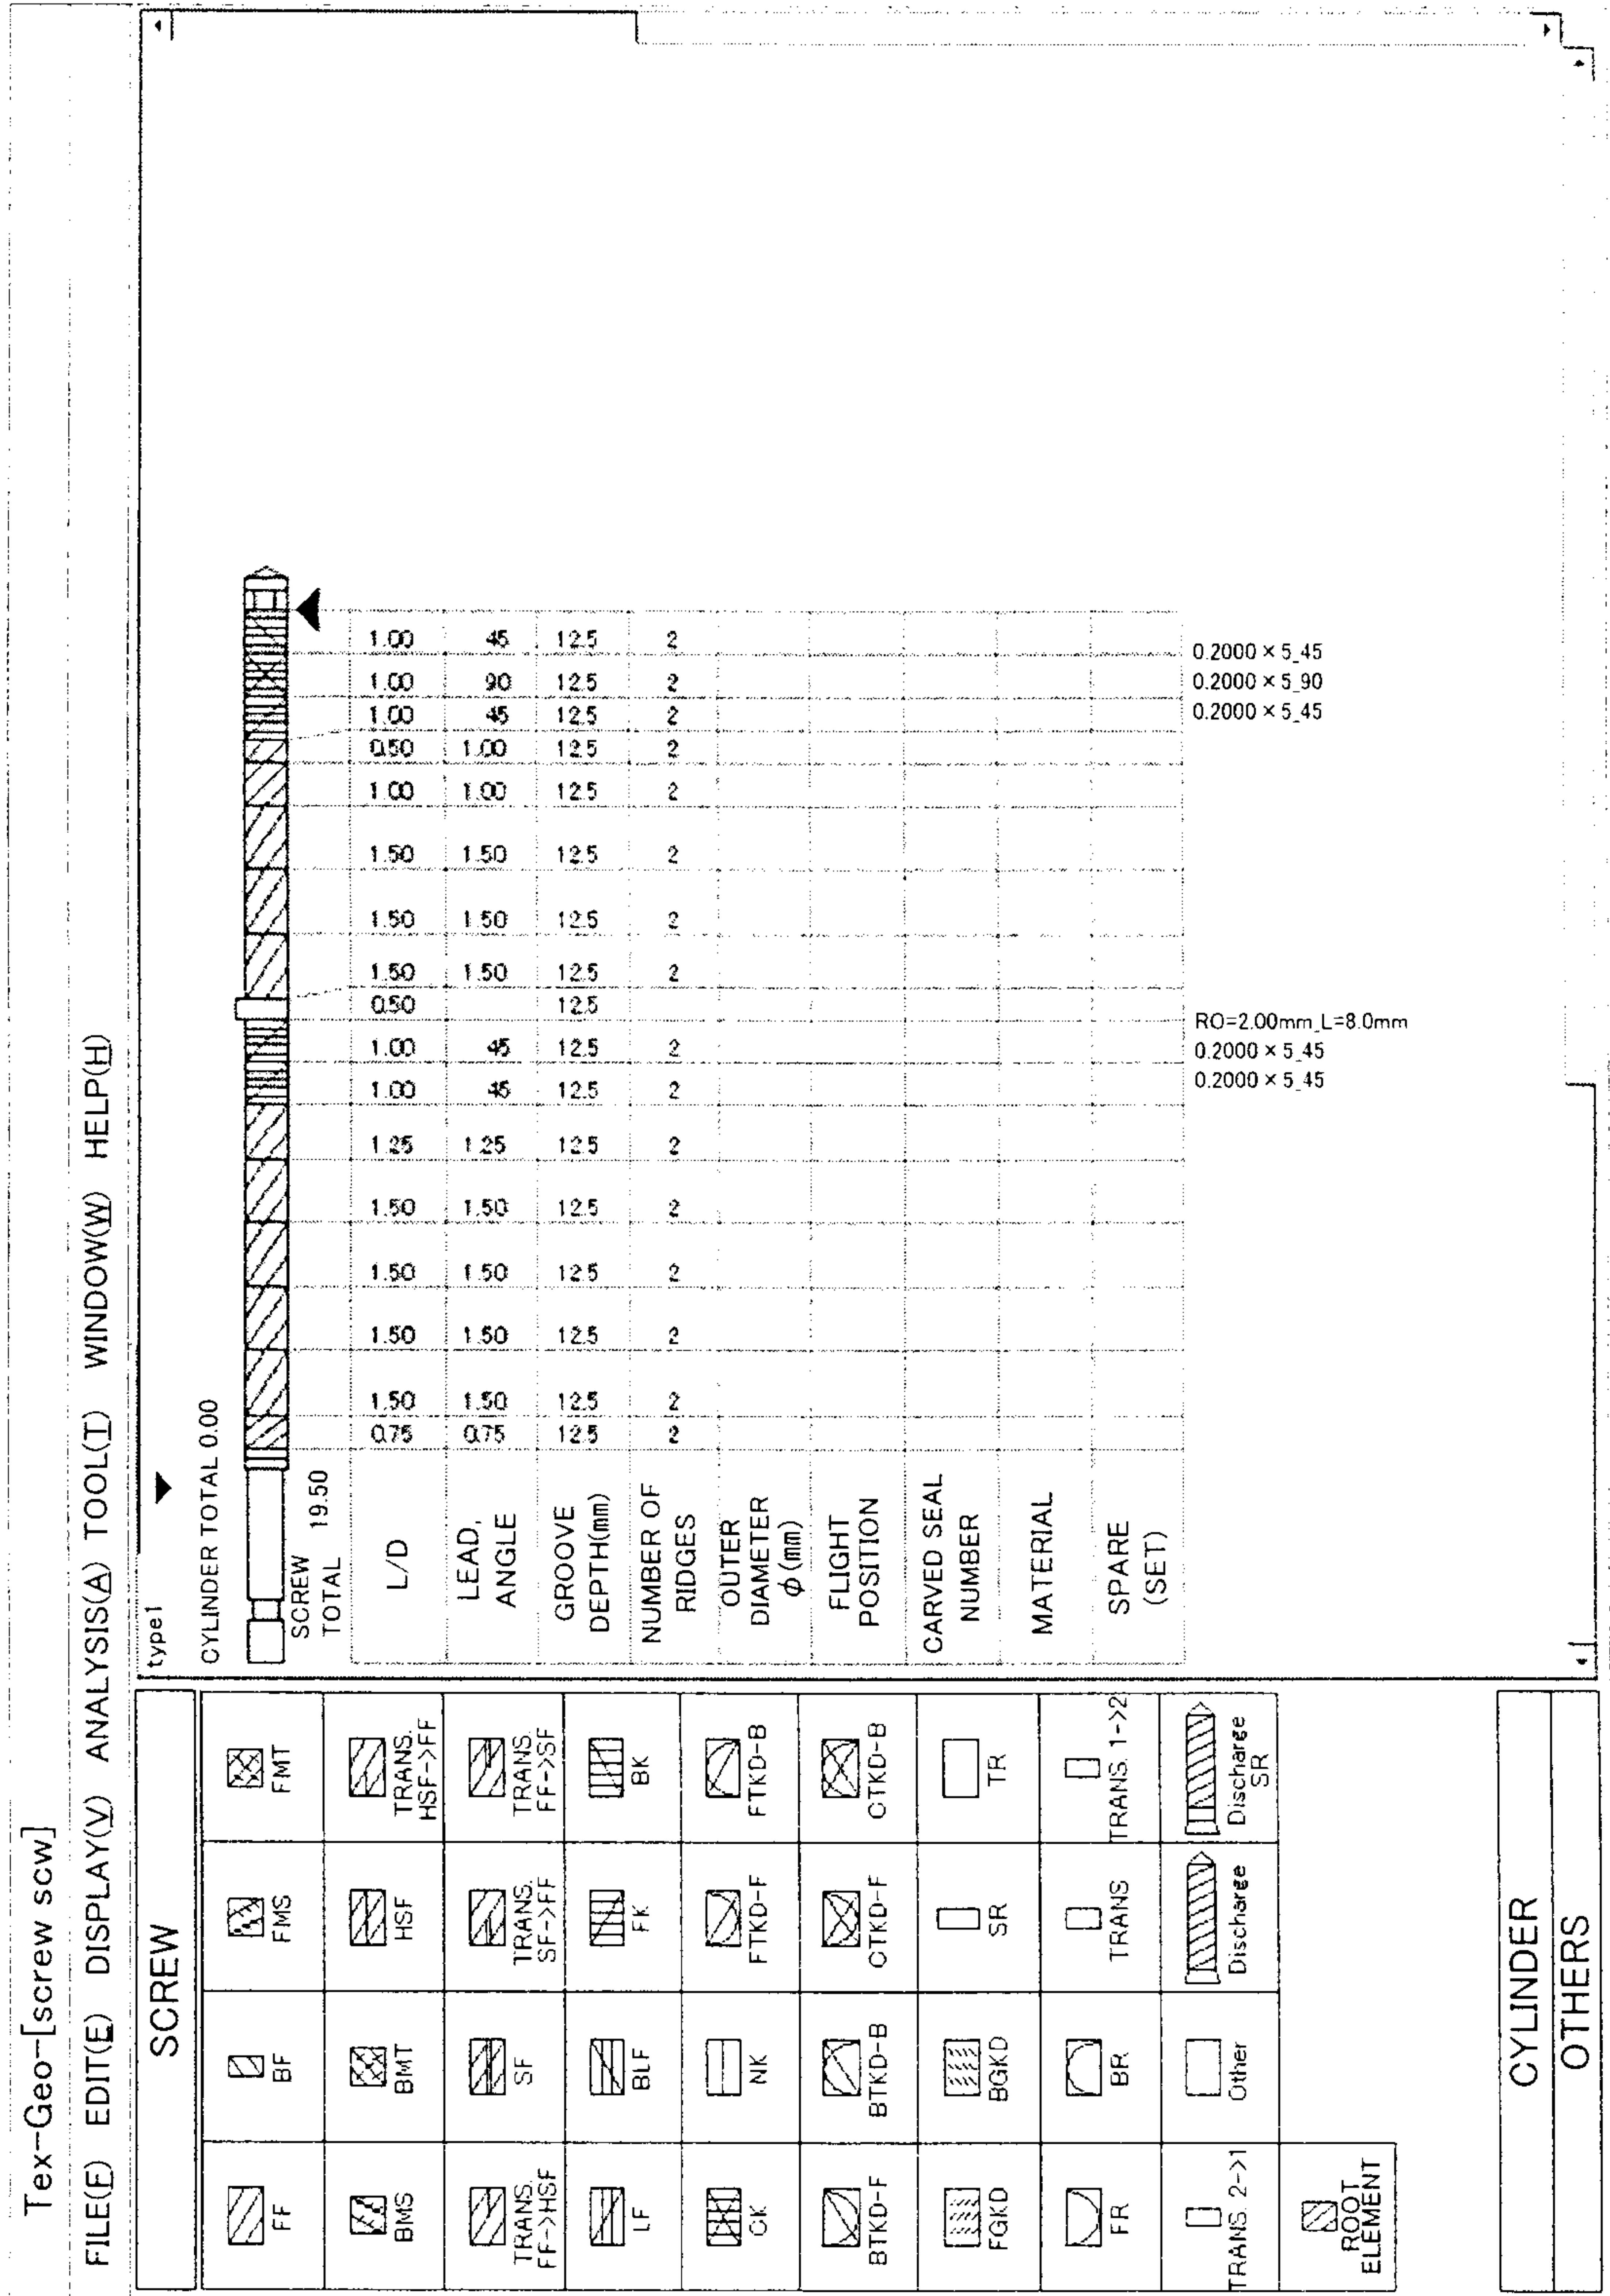 Tex-Geo-[screw scw]
FILE(F) EDIT(E) DISPLAY(V) ANALYSIS(A) TOOL(T) WINDOW(W) HELP(H)
SCREW
FF BF FMS FMT
BMS BMT HSF TRANS. HSF->FF
TRANS. FF->HSF SF TRANS. SF->FF TRANS. FF->SF
LF BLF FK BK
CK NK FTKD-F FTKD-B
BTKD-F BTKD-B CTKD-F CTKD-B
FGKD BGKD SR TR
FR BR TRANS TRANS. 1->2
TRANS. 2->1 Other Discharge Discharge SR
ROOT ELEMENT
CYLINDER
OTHERS
type1
CYLINDER TOTAL 0.00
SCREW TOTAL 19.50
L/D 0.75 1.50 1.50 1.50 1.50 1.25 1.00 1.00 0.50 1.50 1.50 1.50 1.00 0.50 1.00 1.00 1.00
LEAD, ANGLE 0.75 1.50 1.50 1.50 1.50 1.25 45 45 1.50 1.50 1.50 1.00 1.00 45 90 45
GROOVE DEPTH(mm) 12.5 12.5 12.5 12.5 12.5 12.5 12.5 12.5 12.5 12.5 12.5 12.5 12.5 12.5 12.5 12.5 12.5
NUMBER OF RIDGES 2 2 2 2 2 2 2 2 2 2 2 2 2 2 2 2
OUTER DIAMETER φ(mm)
FLIGHT POSITION
CARVED SEAL NUMBER
MATERIAL
SPARE (SET)
0.2000 × 5_45
0.2000 × 5_45
RO=2.00mm_L=8.0mm
0.2000 × 5_45
0.2000 × 5_90
0.2000 × 5_45